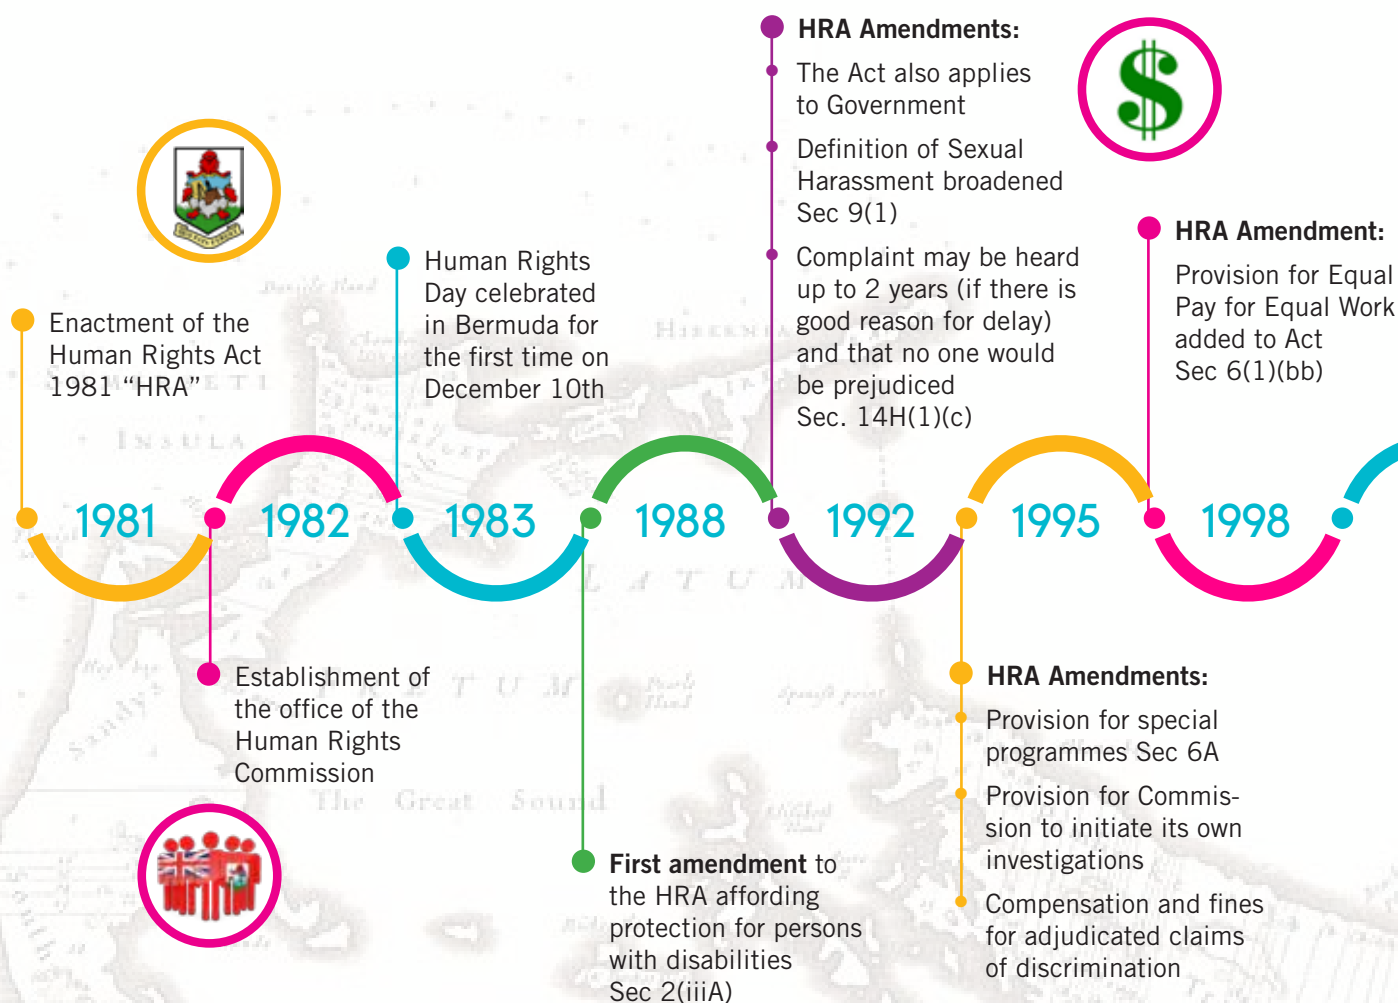 HRA Amendments:
The Act also applies
to Government
Definition of Sexual
Harassment broadened
Sec 9(1)
Complaint may be heard
up to 2 years (if there is
good reason for delay)
and that no one would
be prejudiced
Sec. 14H(1)(c)
HRA Amendment:
Provision for Equal
Pay for Equal Work
added to Act
Sec 6(1)(bb)
Human Rights
Day celebrated
in Bermuda for
the first time on
December 10th
Enactment of the
Human Rights Act
1981 “HRA”
INSULA
1981
1982
1983
1988
1992
1995
1998
LATUM
FRETUM
Establishment of
the office of the
Human Rights
Commission
The Great Sound
HRA Amendments:
Provision for special
programmes Sec 6A
Provision for Commis-
sion to initiate its own
investigations
Compensation and fines
for adjudicated claims
of discrimination
First amendment to
the HRA affording
protection for persons
with disabilities
Sec 2(iiiA)